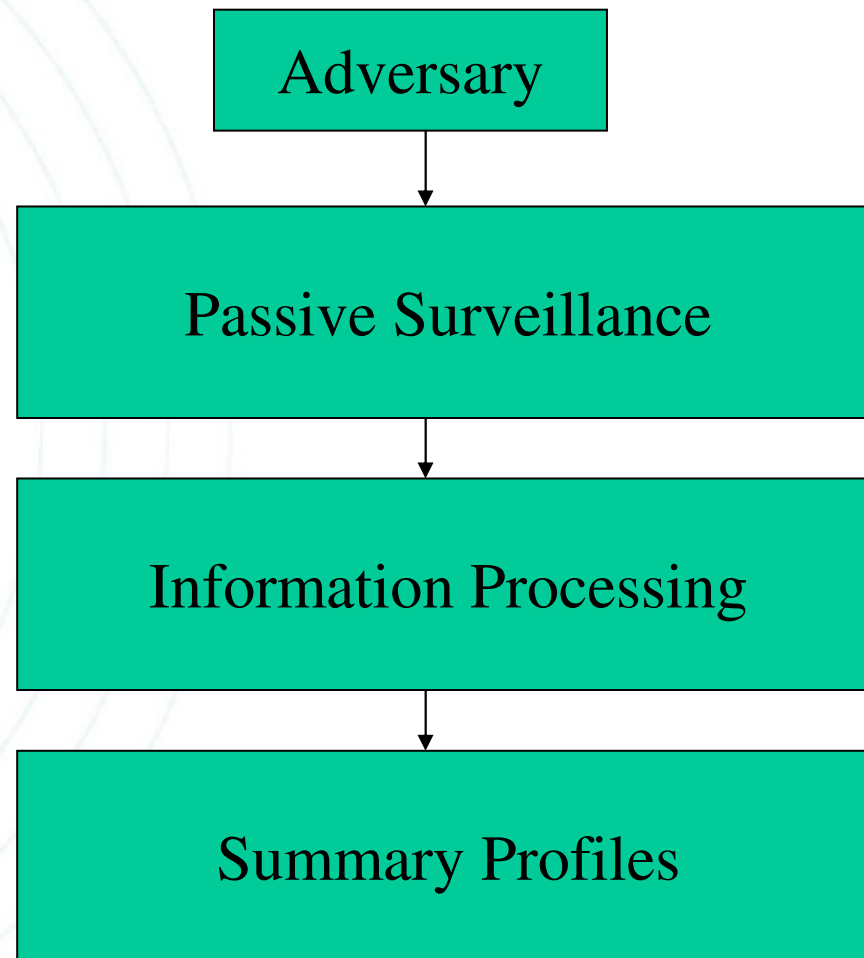 Adversary
Passive Surveillance
Information Processing
Summary Profiles